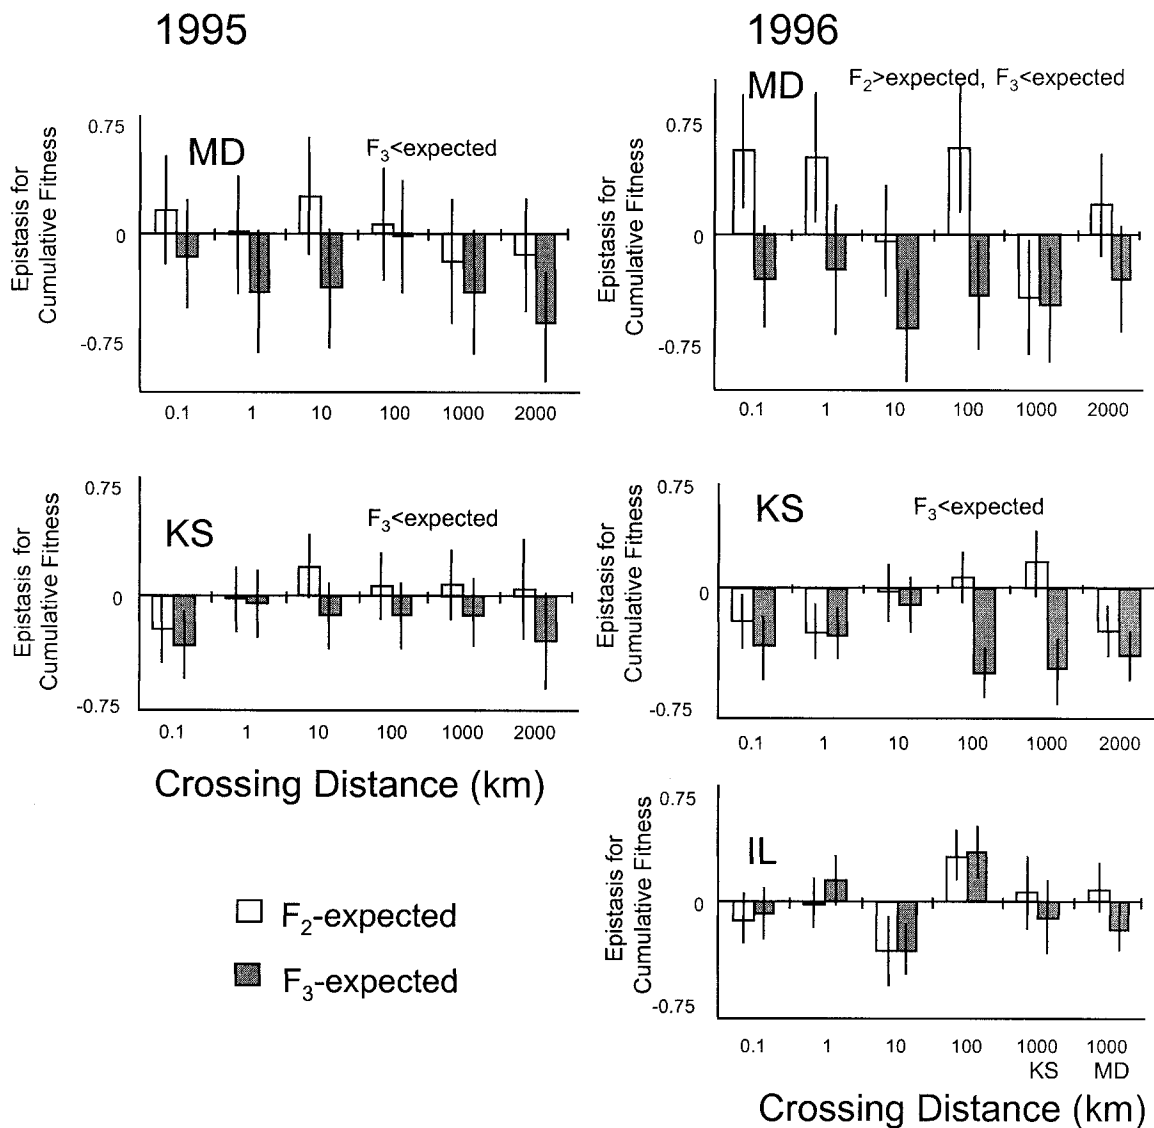 1995
Epistasis for
Cumulative Fitness
0.75
0
-0.75
MD
F3<expected
0.1 1 10 100 1000 2000
Epistasis for
Cumulative Fitness
0.75
0
-0.75
KS
F3<expected
0.1 1 10 100 1000 2000
Crossing Distance (km)
F2-expected
F3-expected
1996
Epistasis for
Cumulative Fitness
0.75
0
-0.75
MD
F2>expected, F3<expected
0.1 1 10 100 1000 2000
Epistasis for
Cumulative Fitness
0.75
0
-0.75
KS
F3<expected
0.1 1 10 100 1000 2000
Epistasis for
Cumulative Fitness
0.75
0
-0.75
IL
0.1 1 10 100 1000 1000
KS MD
Crossing Distance (km)